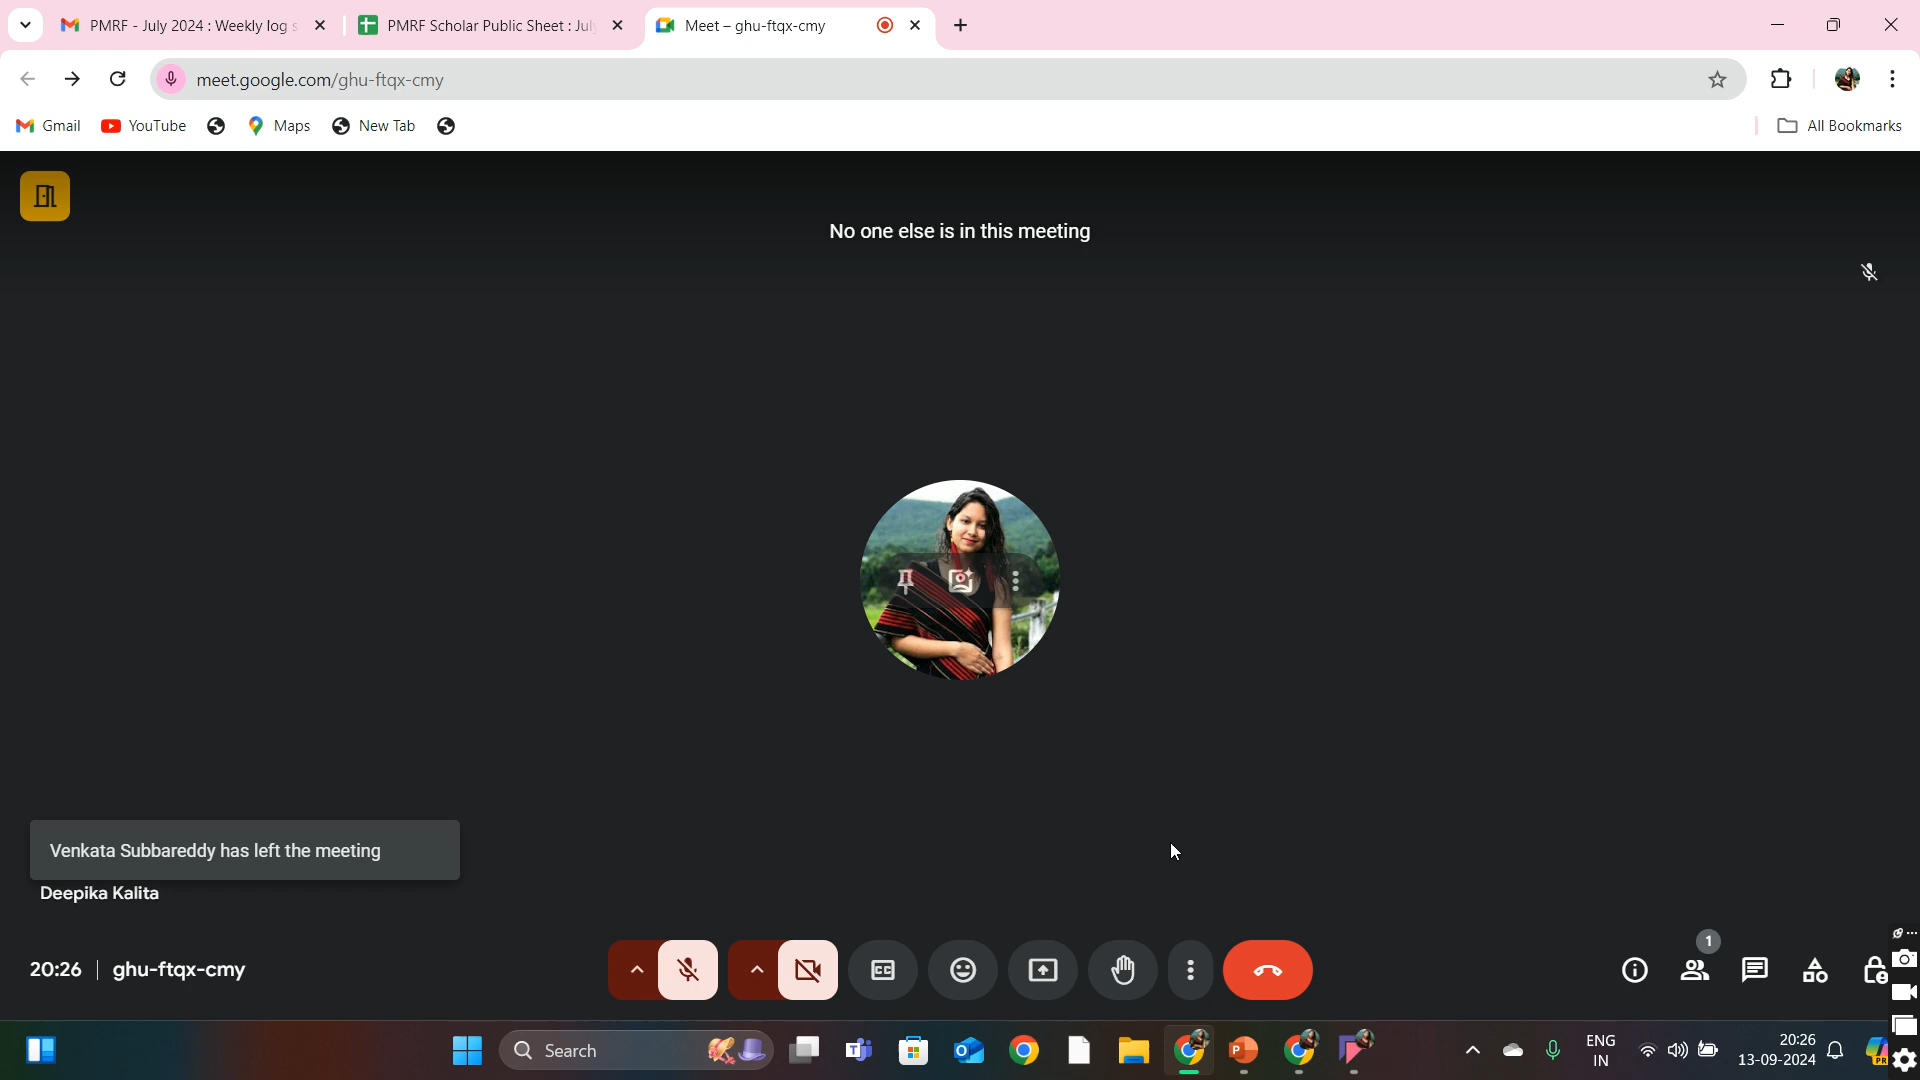 PMRF - July 2024 : Weekly log s
PMRF Scholar Public Sheet : Jul
Meet – ghu-ftqx-cmy
meet.google.com/ghu-ftqx-cmy
Gmail
YouTube
Maps
New Tab
All Bookmarks
No one else is in this meeting
Venkata Subbareddy has left the meeting
Deepika Kalita
20:26
ghu-ftqx-cmy
1
Search
ENG
IN
20:26
13-09-2024